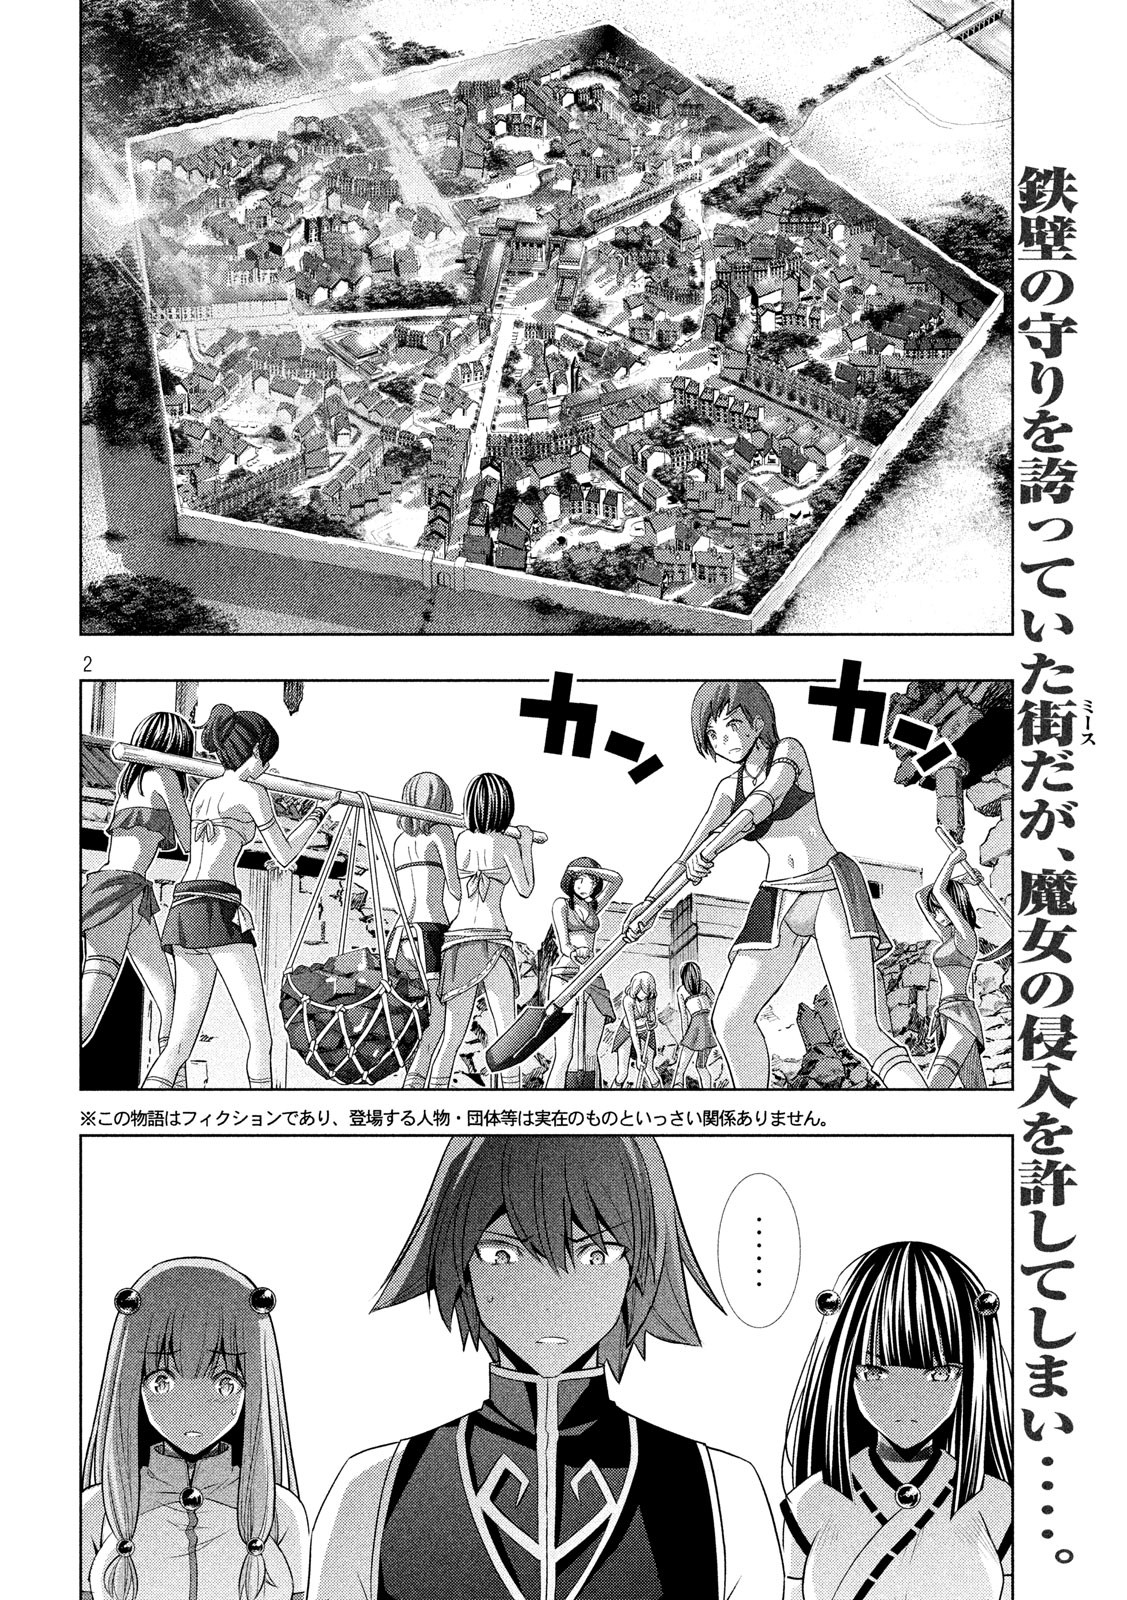 鉄壁の守りを誇っていた街だが、魔女の侵入を許してしまい……。
ミース
2
カン
カン
※この物語はフィクションであり、登場する人物・団体等は実在のものといっさい関係ありません。
……